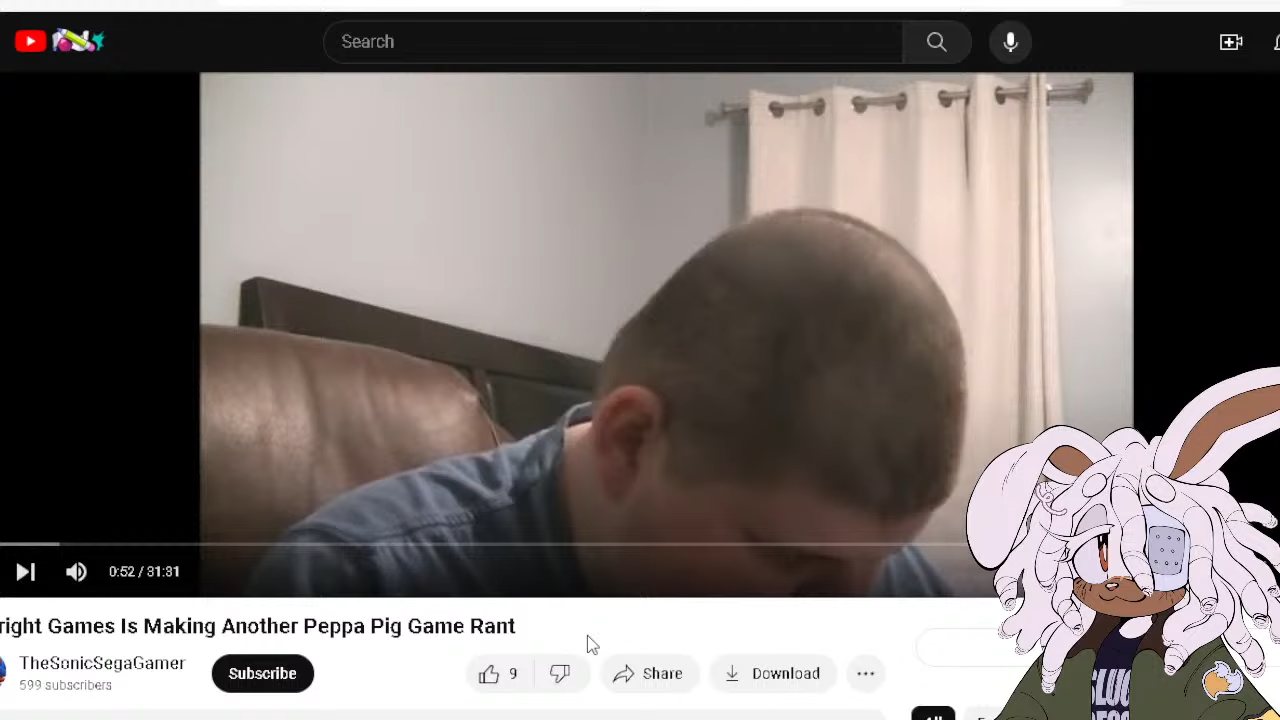 Search
0:52 / 31:31
right Games Is Making Another Peppa Pig Game Rant
TheSonicSegaGamer
599 subscribers
Subscribe
9
Share
Download
All